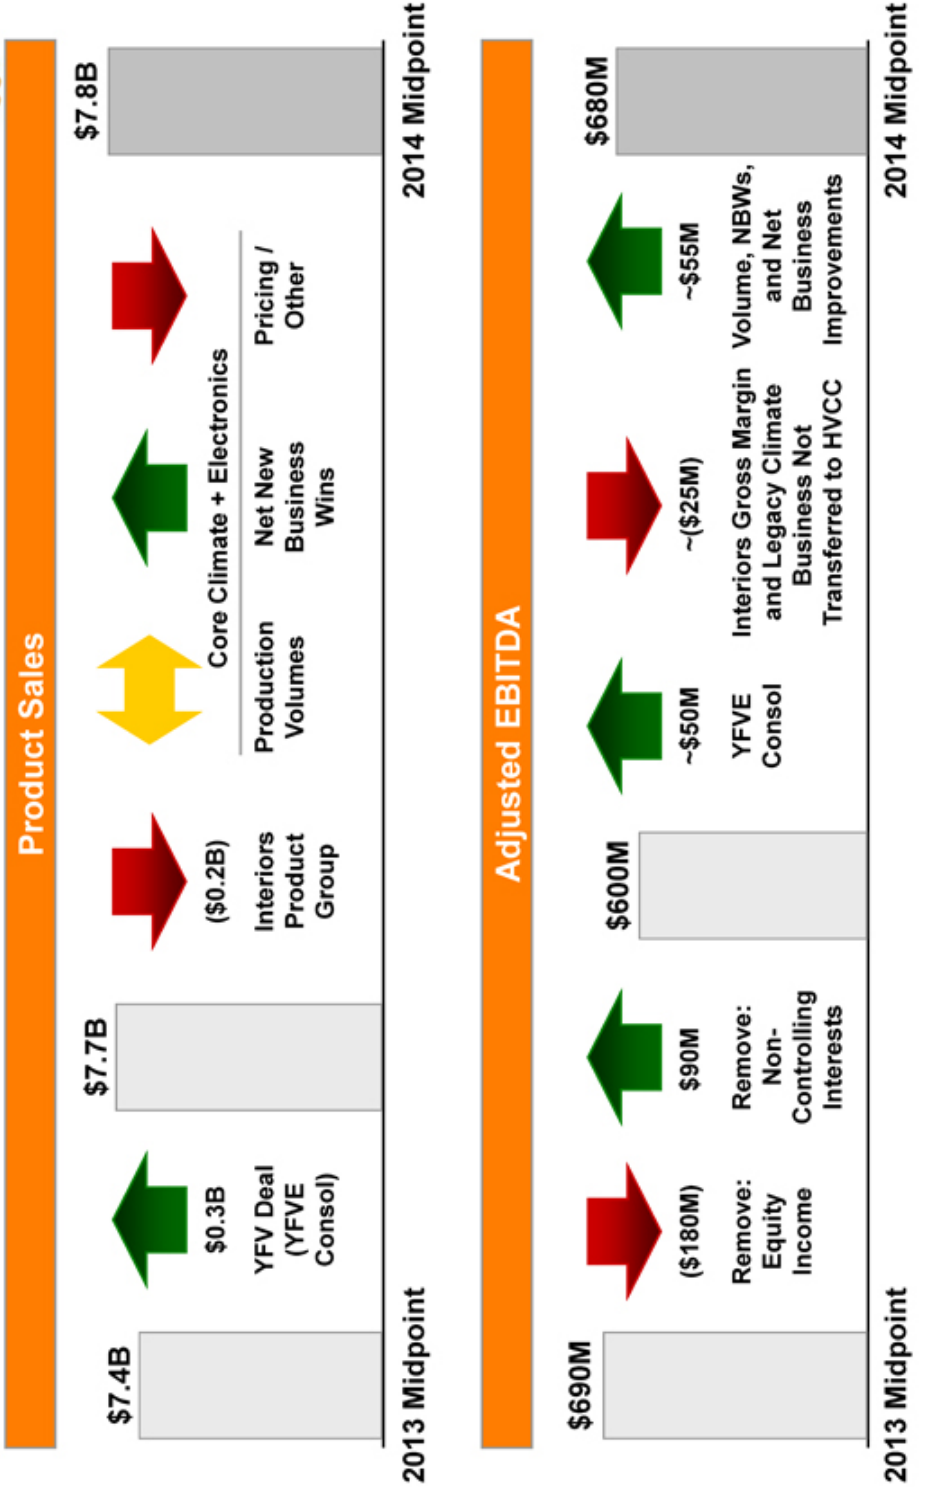 Product Sales
$7.4B
$0.3B
YFV Deal
(YFVE
Consol)
$7.7B
($0.2B)
Interiors
Product
Group
Core Climate + Electronics
Production
Volumes
Net New
Business
Wins
Pricing /
Other
$7.8B
2013 Midpoint
2014 Midpoint
Adjusted EBITDA
$690M
($180M)
Remove:
Equity
Income
$90M
Remove:
Non-
Controlling
Interests
$600M
~$50M
YFVE
Consol
~($25M)
Interiors Gross Margin
and Legacy Climate
Business Not
Transferred to HVCC
~$55M
Volume, NBWs,
and Net
Business
Improvements
$680M
2013 Midpoint
2014 Midpoint